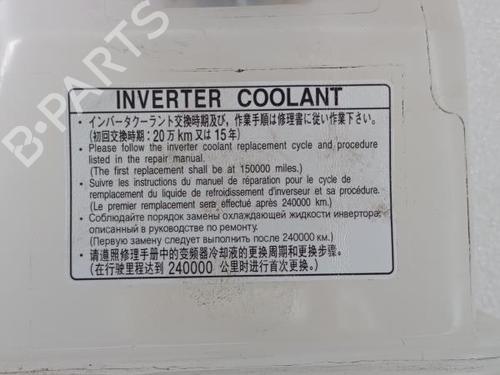 INVERTER COOLANT
• インバータクーラント交換時期及び、作業手順は修理書に従い作業下さい。
(初回交換時期：20万km又は15年)
• Please follow the inverter coolant replacement cycle and procedure
listed in the repair manual.
(The first replacement shall be at 150000 miles.)
• Suivre les instructions du manuel de réparation pour le cycle de
remplacement du liquide de refroidissement d'inverseur et sa procédure.
(Le premier remplacement sera effectué après 240000 km.)
• Соблюдайте порядок замены охлаждающей жидкости инвертора,
описанный в руководстве по ремонту.
(Первую замену следует выполнить после 240000 км.)
• 请遵照修理手册中的变频器冷却液的更换周期和更换步骤。
(在行驶里程达到 240000 公里时进行首次更换。)
B-PARTS